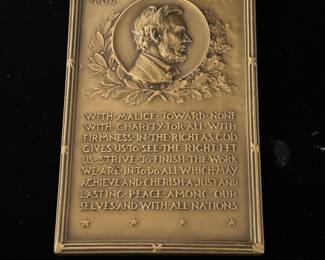 WITH · MALICE · TOWARD · NONE
WITH · CHARITY · FOR · ALL · WITH
FIRMNESS · IN · THE · RIGHT · AS · GOD
GIVES · US · TO · SEE · THE · RIGHT · LET
US · STRIVE · TO · FINISH · THE · WORK
WE · ARE · IN · TO · DO · ALL · WHICH · MAY
ACHIEVE · AND · CHERISH · A · JUST · AND
LASTING · PEACE · AMONG · OUR
SELVES · AND · WITH · ALL · NATIONS